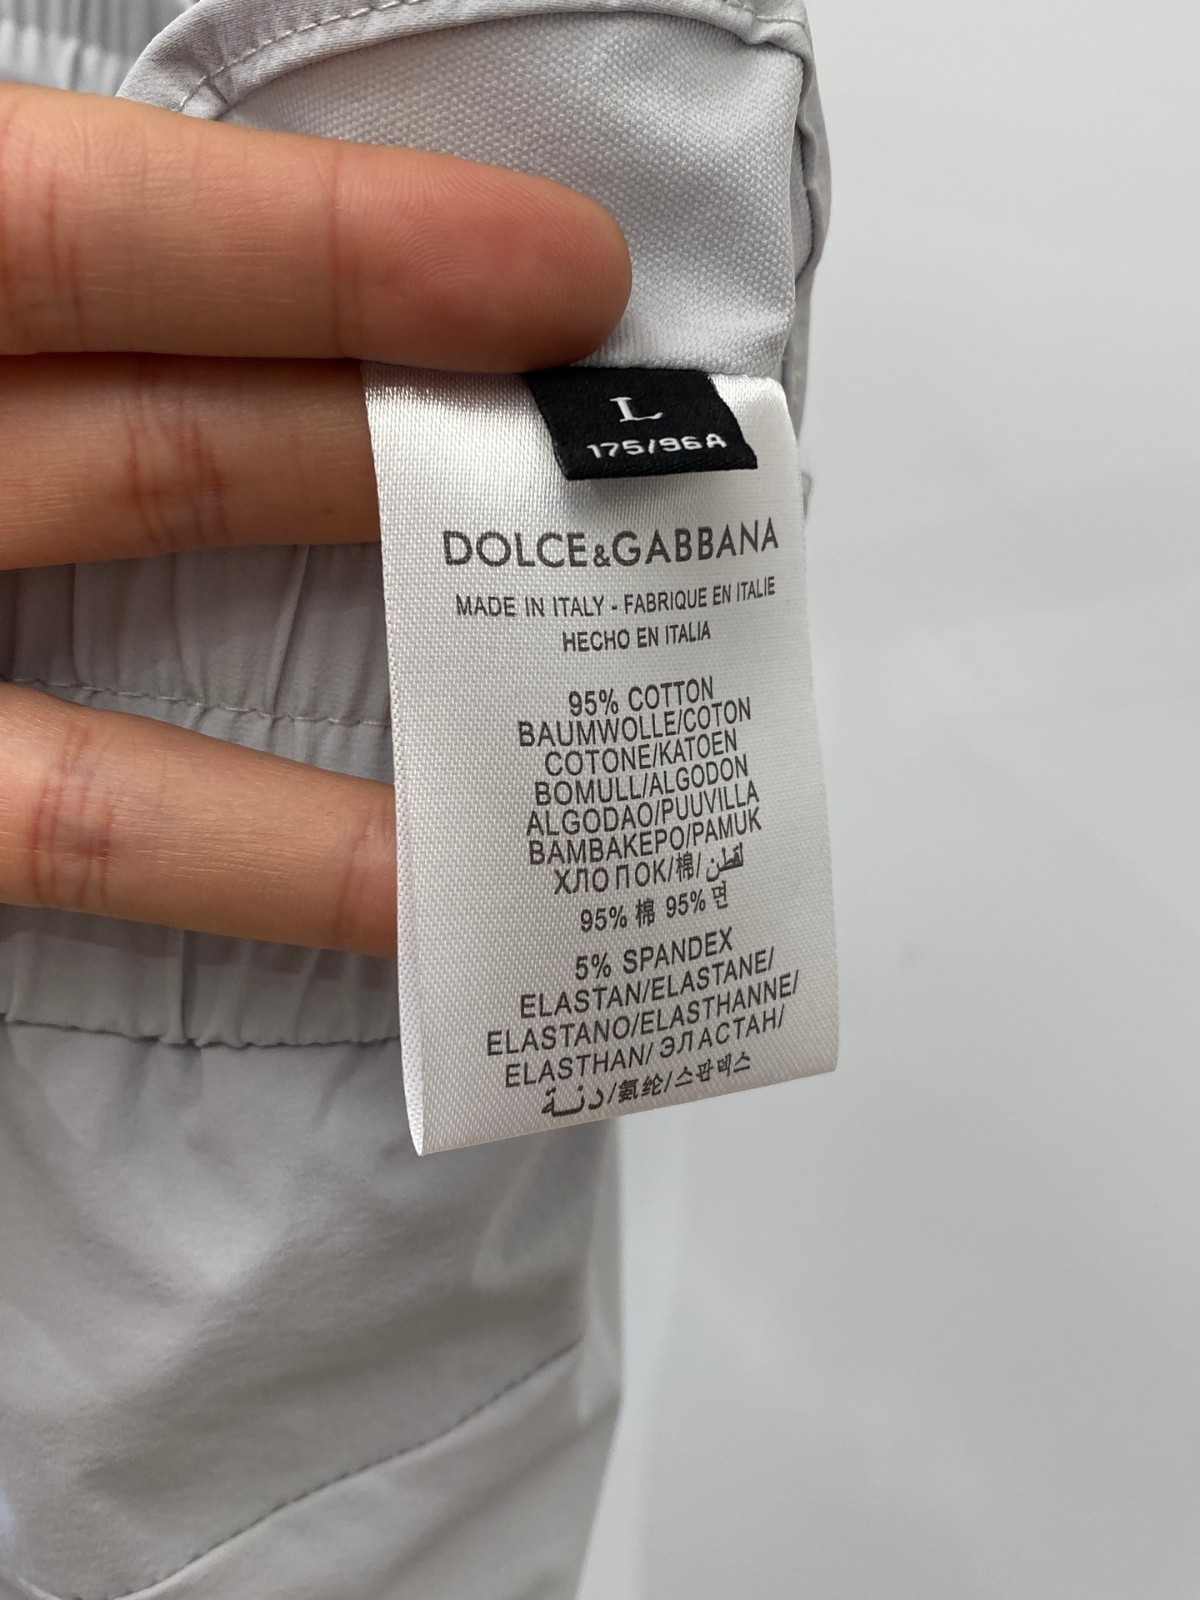 L
175/96A
DOLCE&GABBANA
MADE IN ITALY - FABRIQUE EN ITALIE
HECHO EN ITALIA
95% COTTON
BAUMWOLLE/COTON
COTONE/KATOEN
BOMULL/ALGODON
ALGODAO/PUUVILLA
BAMBAKEPO/PAMUK
ХЛОПОК/棉/لقطن
95% 棉 95% 면
5% SPANDEX
ELASTAN/ELASTANE/
ELASTANO/ELASTHANNE/
ELASTHAN/ ЭЛАСТАН/
دنـــة/氨纶/스판덱스